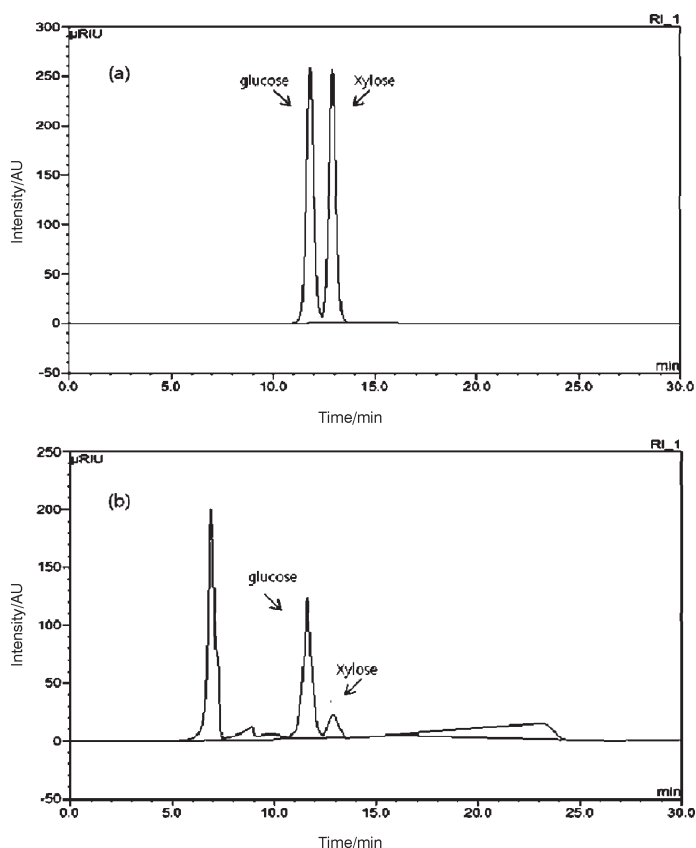 RI_1
300
µRIU
(a)
glucose
Xylose
250
200
150
100
50
0
-50
min
0.0 5.0 10.0 15.0 20.0 25.0 30.0
Intensity/AU
Time/min
RI_1
250
µRIU
(b)
200
glucose
150
Xylose
100
50
0
-50
min
0.0 5.0 10.0 15.0 20.0 25.0 30.0
Intensity/AU
Time/min